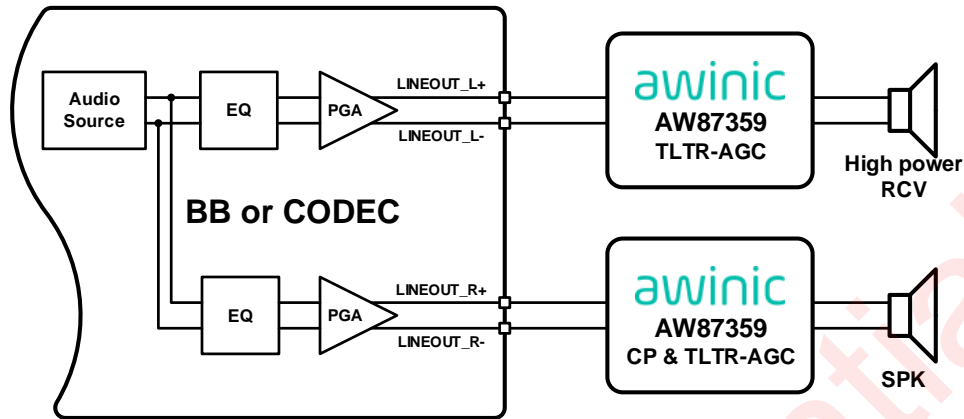 Audio
Source
EQ
PGA
LINEOUT_L+
LINEOUT_L-
awinic
AW87359
TLTR-AGC
High power
RCV
BB or CODEC
EQ
PGA
LINEOUT_R+
LINEOUT_R-
awinic
AW87359
CP & TLTR-AGC
SPK